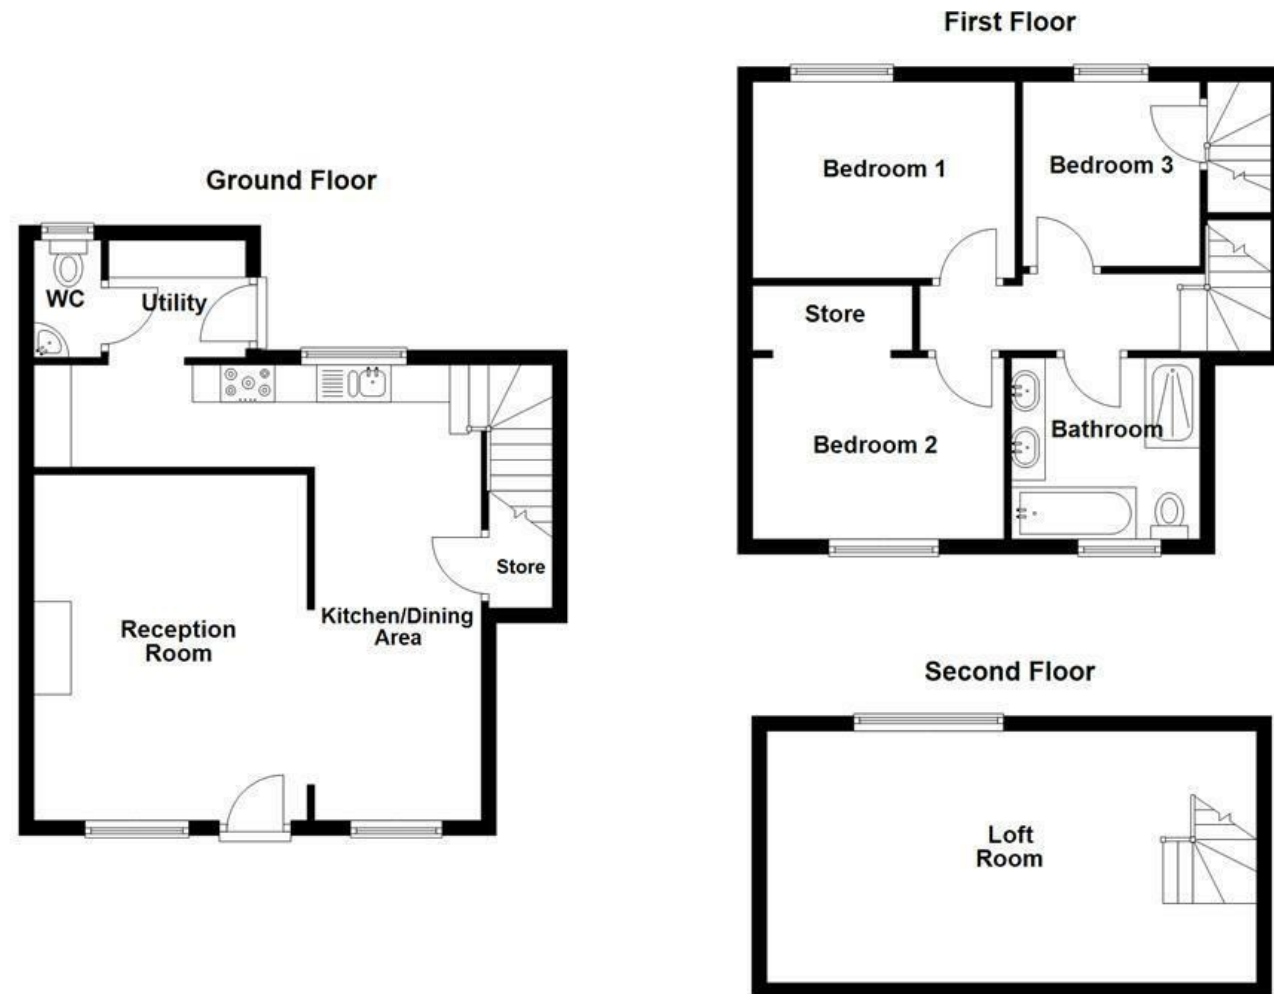 Ground Floor
WC
Utility
Store
Kitchen/Dining
Area
Reception
Room
First Floor
Bedroom 1
Bedroom 3
Store
Bedroom 2
Bathroom
Second Floor
Loft
Room